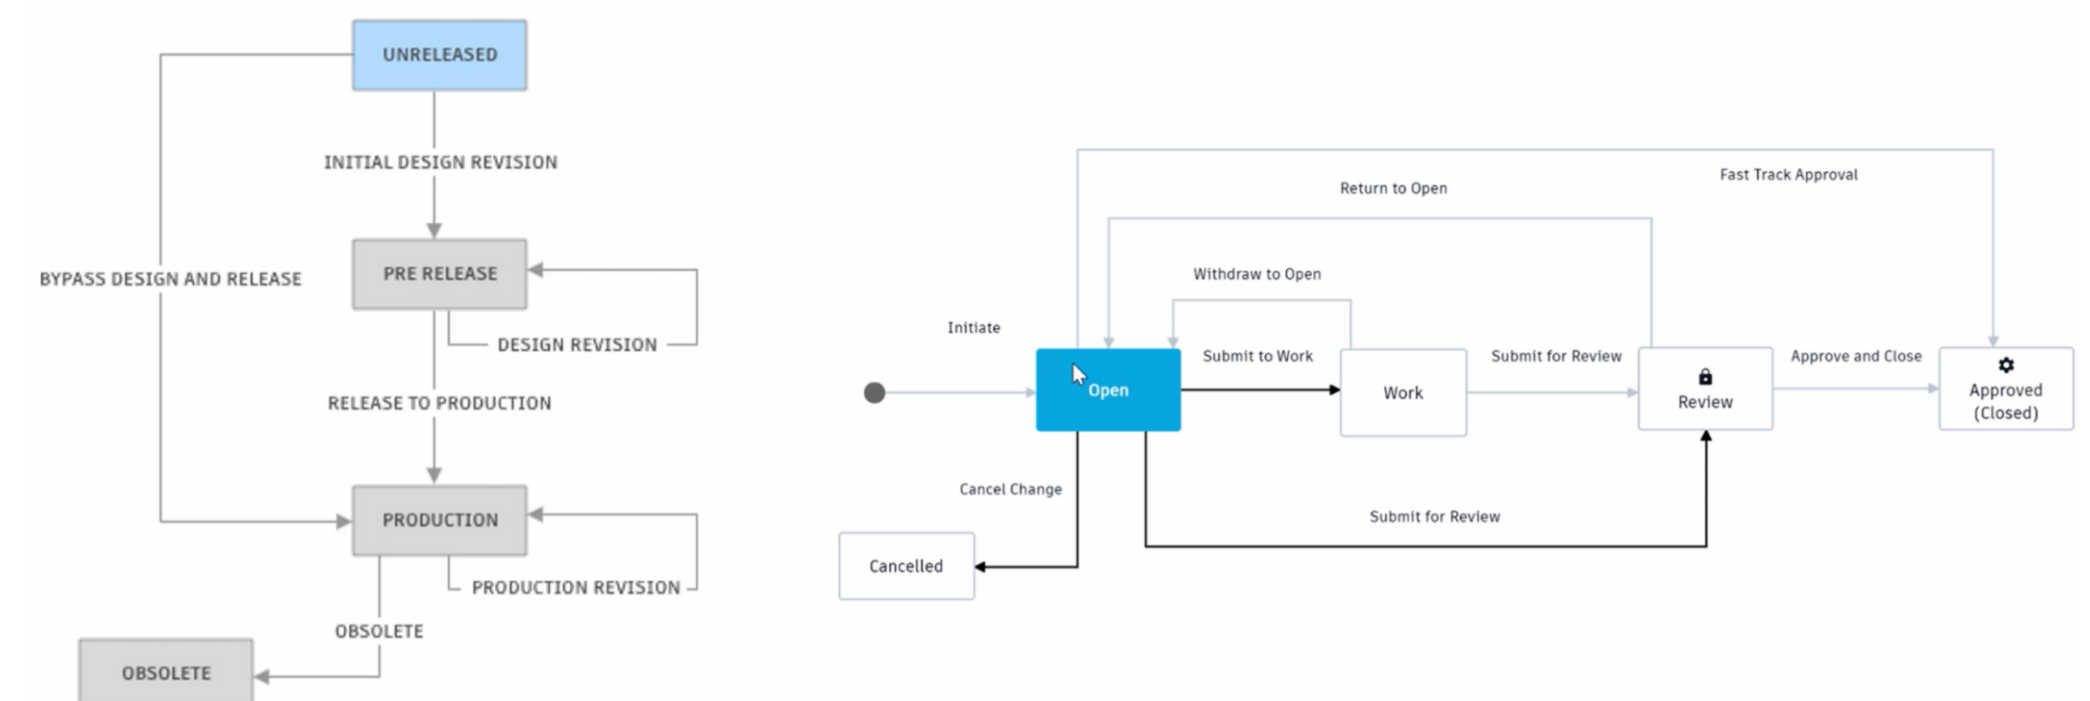 UNRELEASED
INITIAL DESIGN REVISION
BYPASS DESIGN AND RELEASE
PRE RELEASE
DESIGN REVISION
RELEASE TO PRODUCTION
PRODUCTION
PRODUCTION REVISION
OBSOLETE
OBSOLETE
Fast Track Approval
Return to Open
Withdraw to Open
Initiate
Open
Submit to Work
Work
Submit for Review
Review
Approve and Close
Approved
(Closed)
Cancel Change
Submit for Review
Cancelled